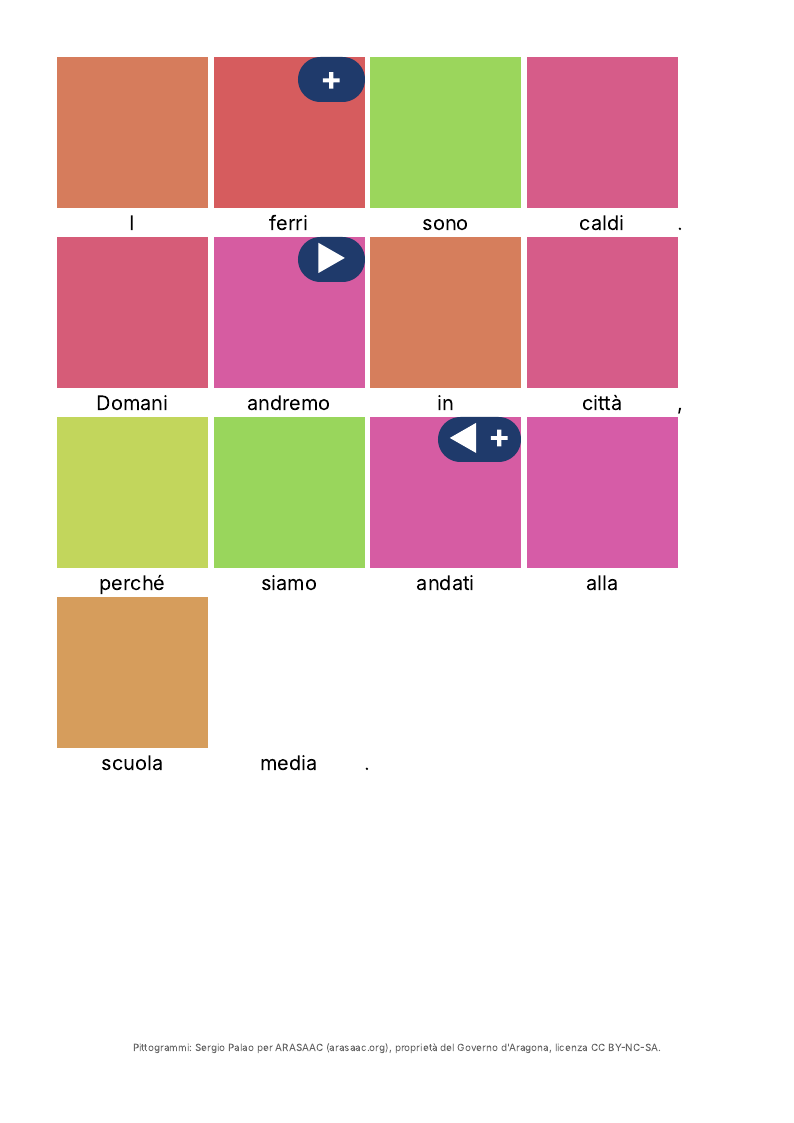 +
I ferri sono caldi .
Domani andremo in città ,
+
perché siamo andati alla
scuola media .
Pittogrammi: Sergio Palao per ARASAAC (arasaac.org), proprietà del Governo d'Aragona, licenza CC BY-NC-SA.